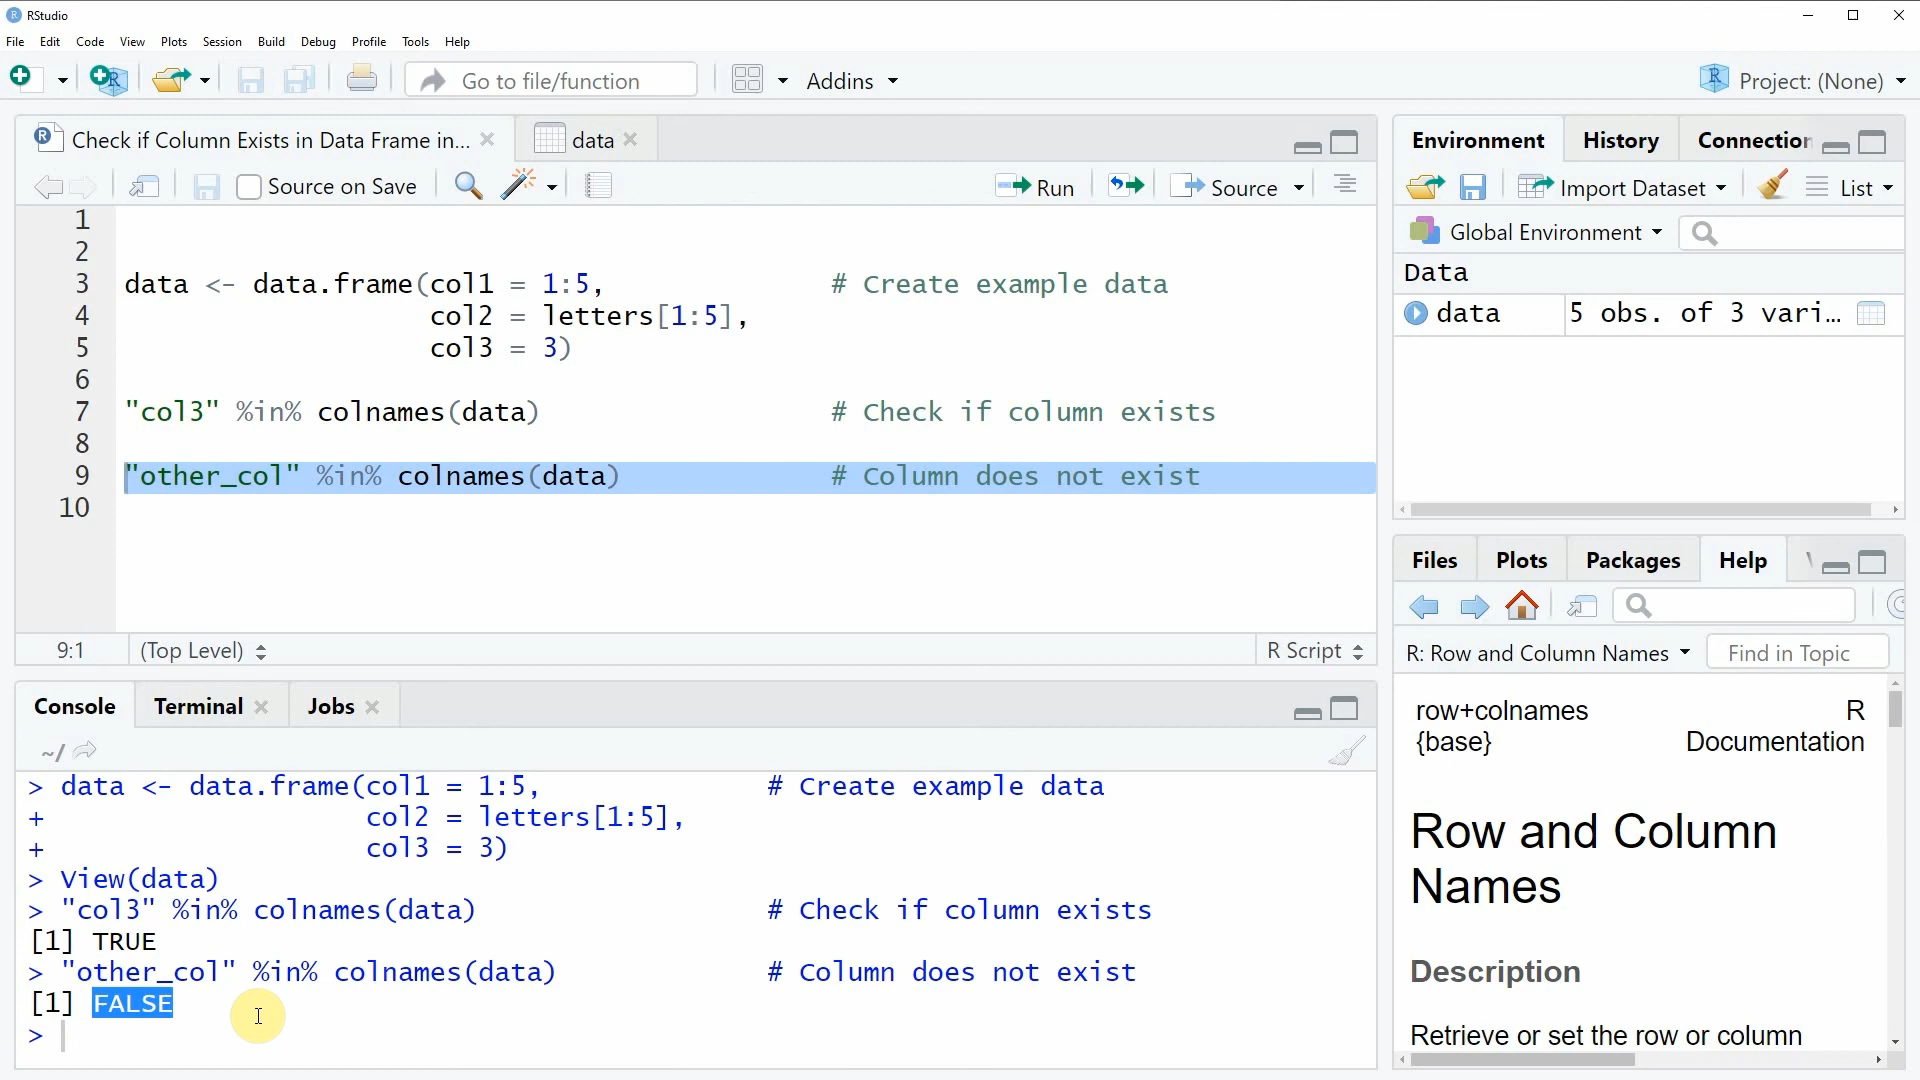 RStudio
File Edit Code View Plots Session Build Debug Profile Tools Help
Go to file/function Addins Project: (None)
Check if Column Exists in Data Frame in... data
Source on Save Run Source
1
2
3 data <- data.frame(col1 = 1:5, # Create example data
4 col2 = letters[1:5],
5 col3 = 3)
6
7 "col3" %in% colnames(data) # Check if column exists
8
9 "other_col" %in% colnames(data) # Column does not exist
10
9:1 (Top Level) R Script
Console Terminal Jobs
~/
> data <- data.frame(col1 = 1:5, # Create example data
+ col2 = letters[1:5],
+ col3 = 3)
> View(data)
> "col3" %in% colnames(data) # Check if column exists
[1] TRUE
> "other_col" %in% colnames(data) # Column does not exist
[1] FALSE
>
Environment History Connection
Import Dataset List
Global Environment
Data
data 5 obs. of 3 vari...
Files Plots Packages Help
R: Row and Column Names Find in Topic
row+colnames R
{base} Documentation
Row and Column
Names
Description
Retrieve or set the row or column